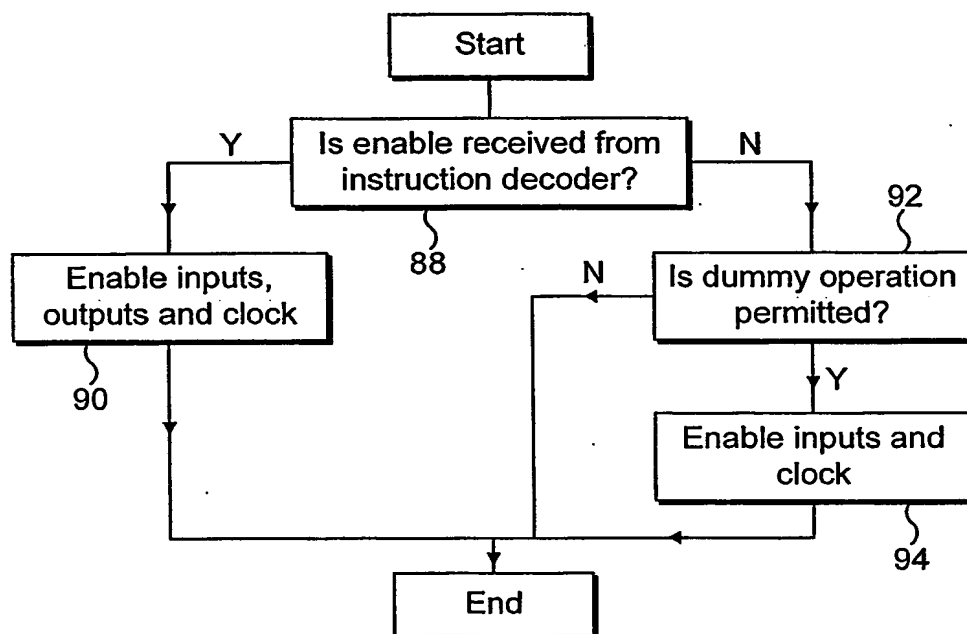 Start
Is enable received from
instruction decoder?
Y
N
88
92
Enable inputs,
outputs and clock
90
N
Is dummy operation
permitted?
Y
Enable inputs and
clock
94
End